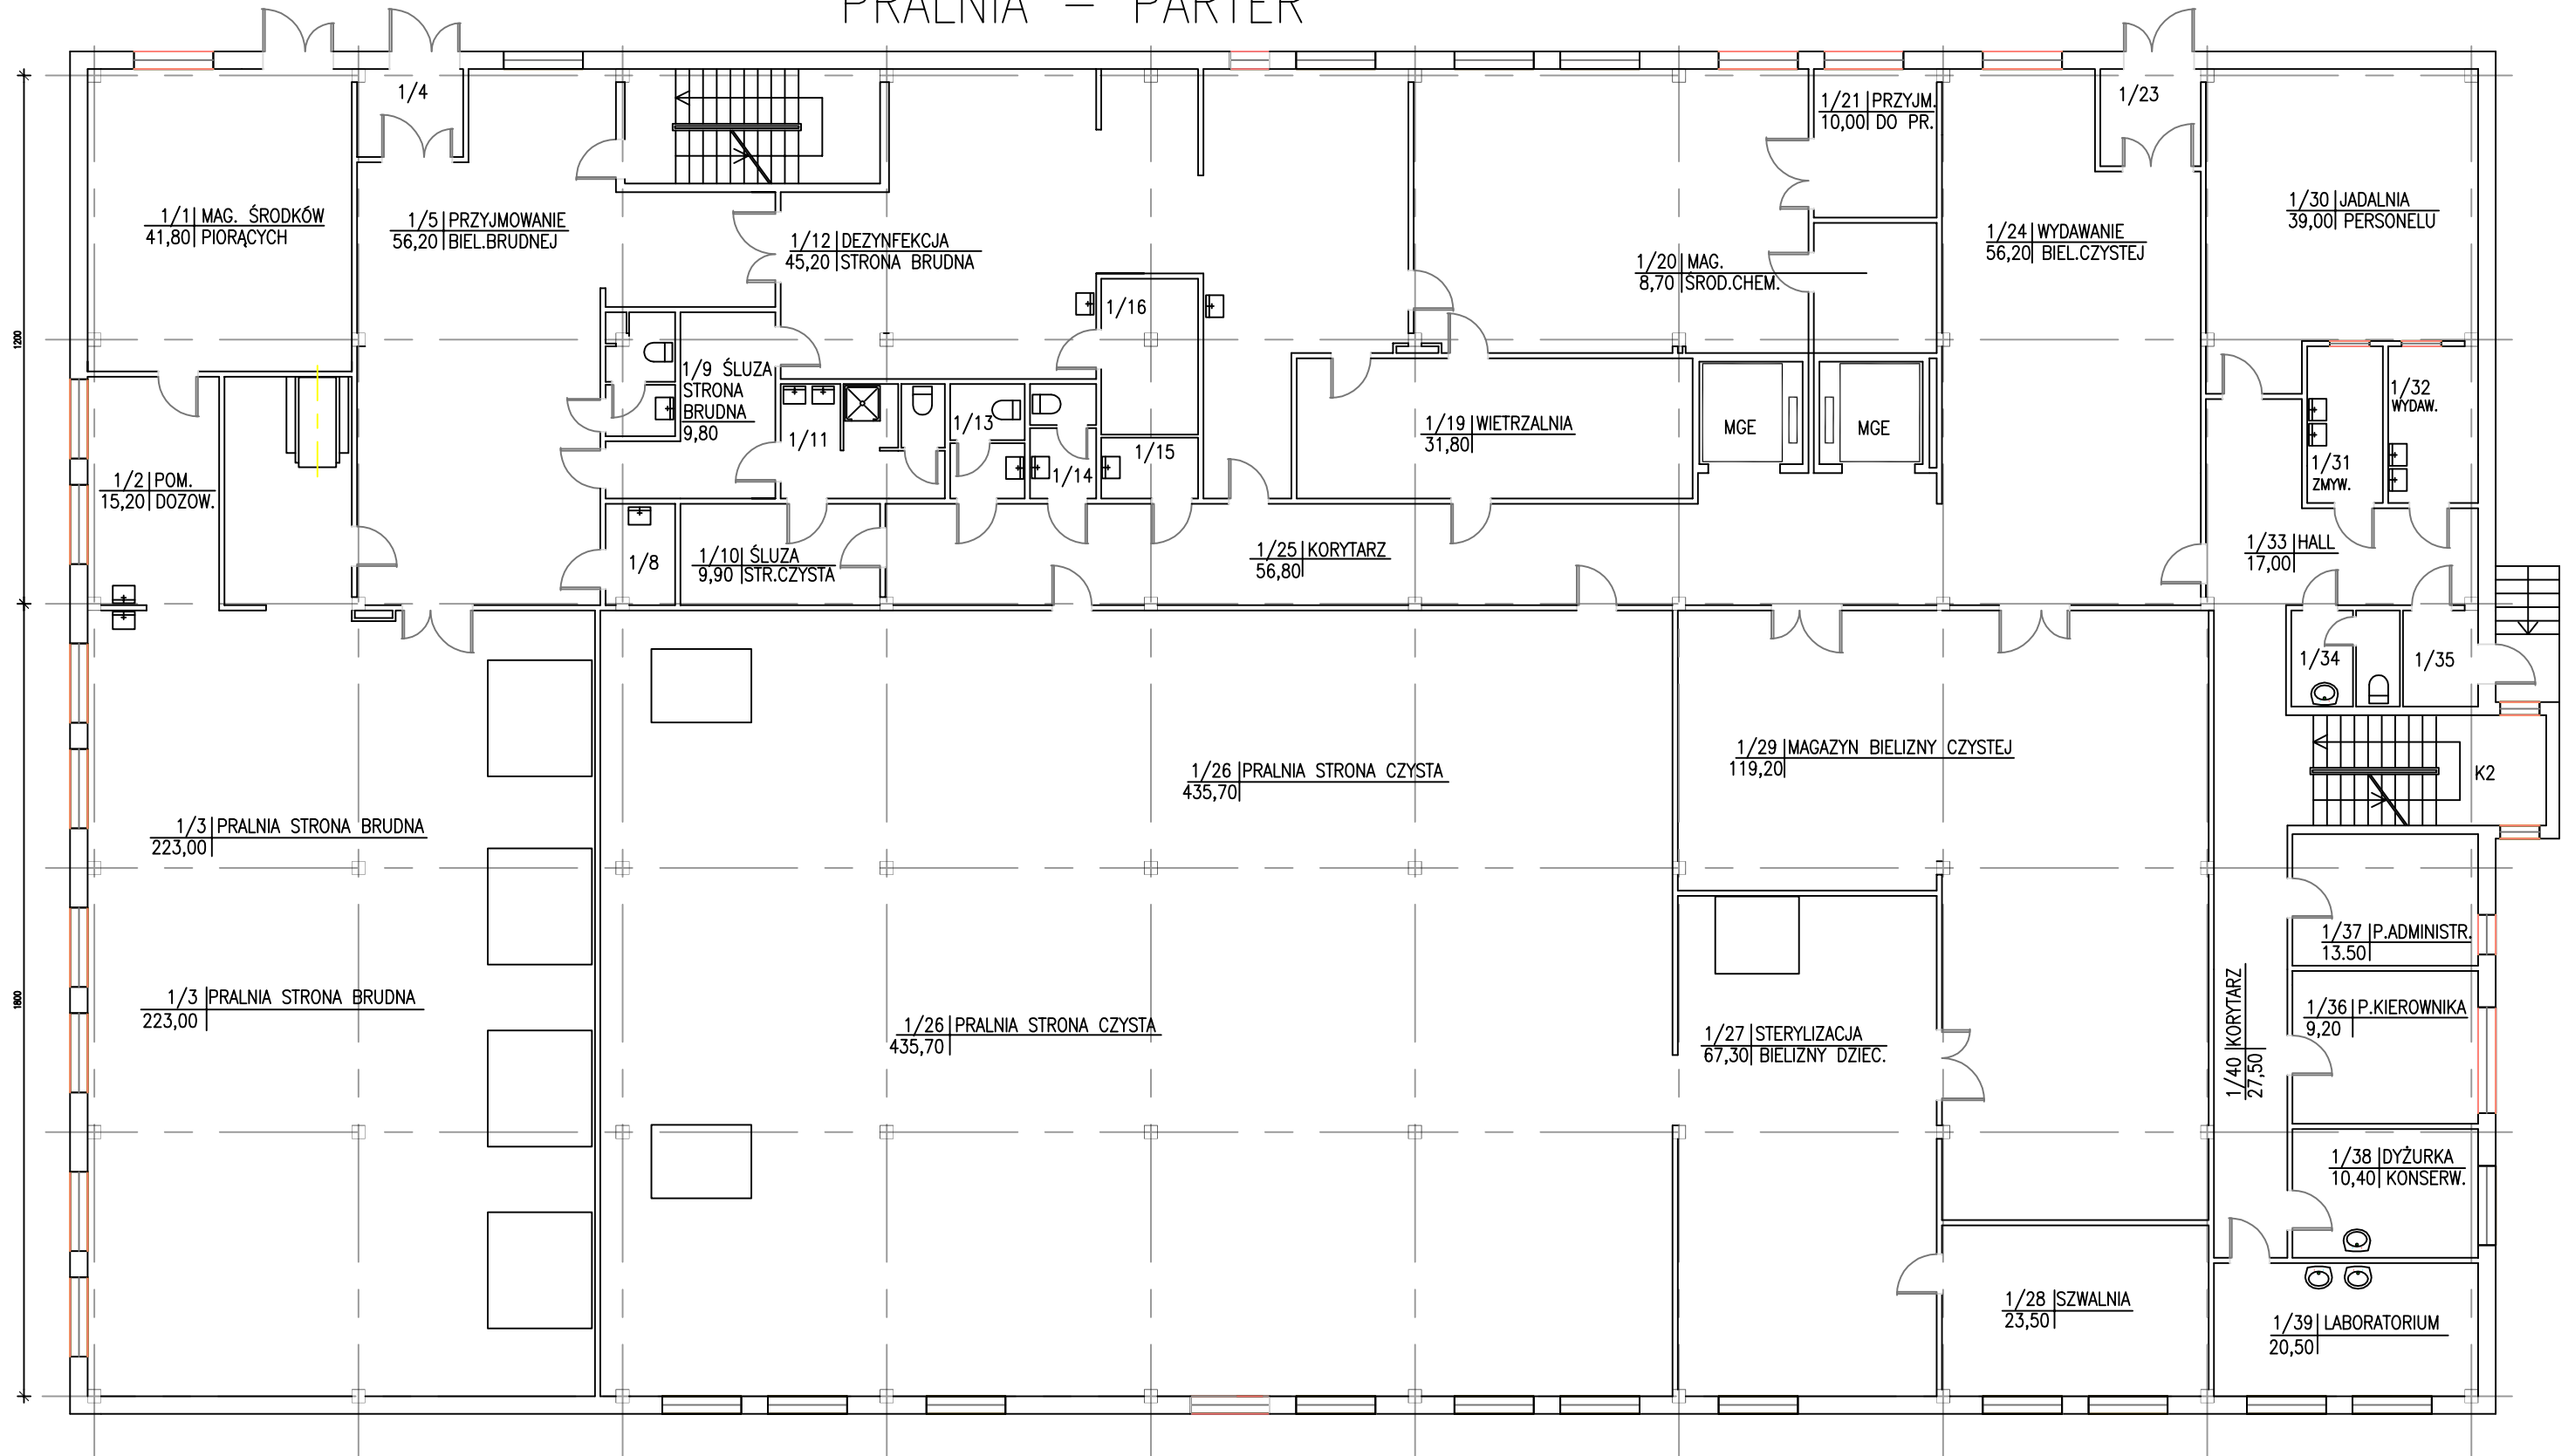 PRALNIA – PARTER
1/4
1/23
1/21 PRZYJM.
10,00 DO PR.
1/1 MAG. ŚRODKÓW
41,80 PIORĄCYCH
1/5 PRZYJMOWANIE
56,20 BIEL.BRUDNEJ
1/12 DEZYNFEKCJA
45,20 STRONA BRUDNA
1/20 MAG.
8,70 ŚROD.CHEM.
1/24 WYDAWANIE
56,20 BIEL.CZYSTEJ
1/30 JADALNIA
39,00 PERSONELU
1/16
1200
1/9 ŚLUZA
STRONA
BRUDNA
9,80
1/11
1/13
1/14
1/15
1/19 WIETRZALNIA
31,80
MGE
MGE
1/32
WYDAW.
1/31
ZMYW.
1/2 POM.
15,20 DOZOW.
1/8
1/10 ŚLUZA
9,90 STR.CZYSTA
1/25 KORYTARZ
56,80
1/33 HALL
17,00
1/34
1/35
K2
1/26 PRALNIA STRONA CZYSTA
435,70
1/29 MAGAZYN BIELIZNY CZYSTEJ
119,20
1/3 PRALNIA STRONA BRUDNA
223,00
1/37 P.ADMINISTR.
13.50
1800
1/3 PRALNIA STRONA BRUDNA
223,00
1/26 PRALNIA STRONA CZYSTA
435,70
1/27 STERYLIZACJA
67,30 BIELIZNY DZIEC.
1/40 KORYTARZ
27,50
1/36 P.KIEROWNIKA
9,20
1/38 DYŻURKA
10,40 KONSERW.
1/28 SZWALNIA
23,50
1/39 LABORATORIUM
20,50